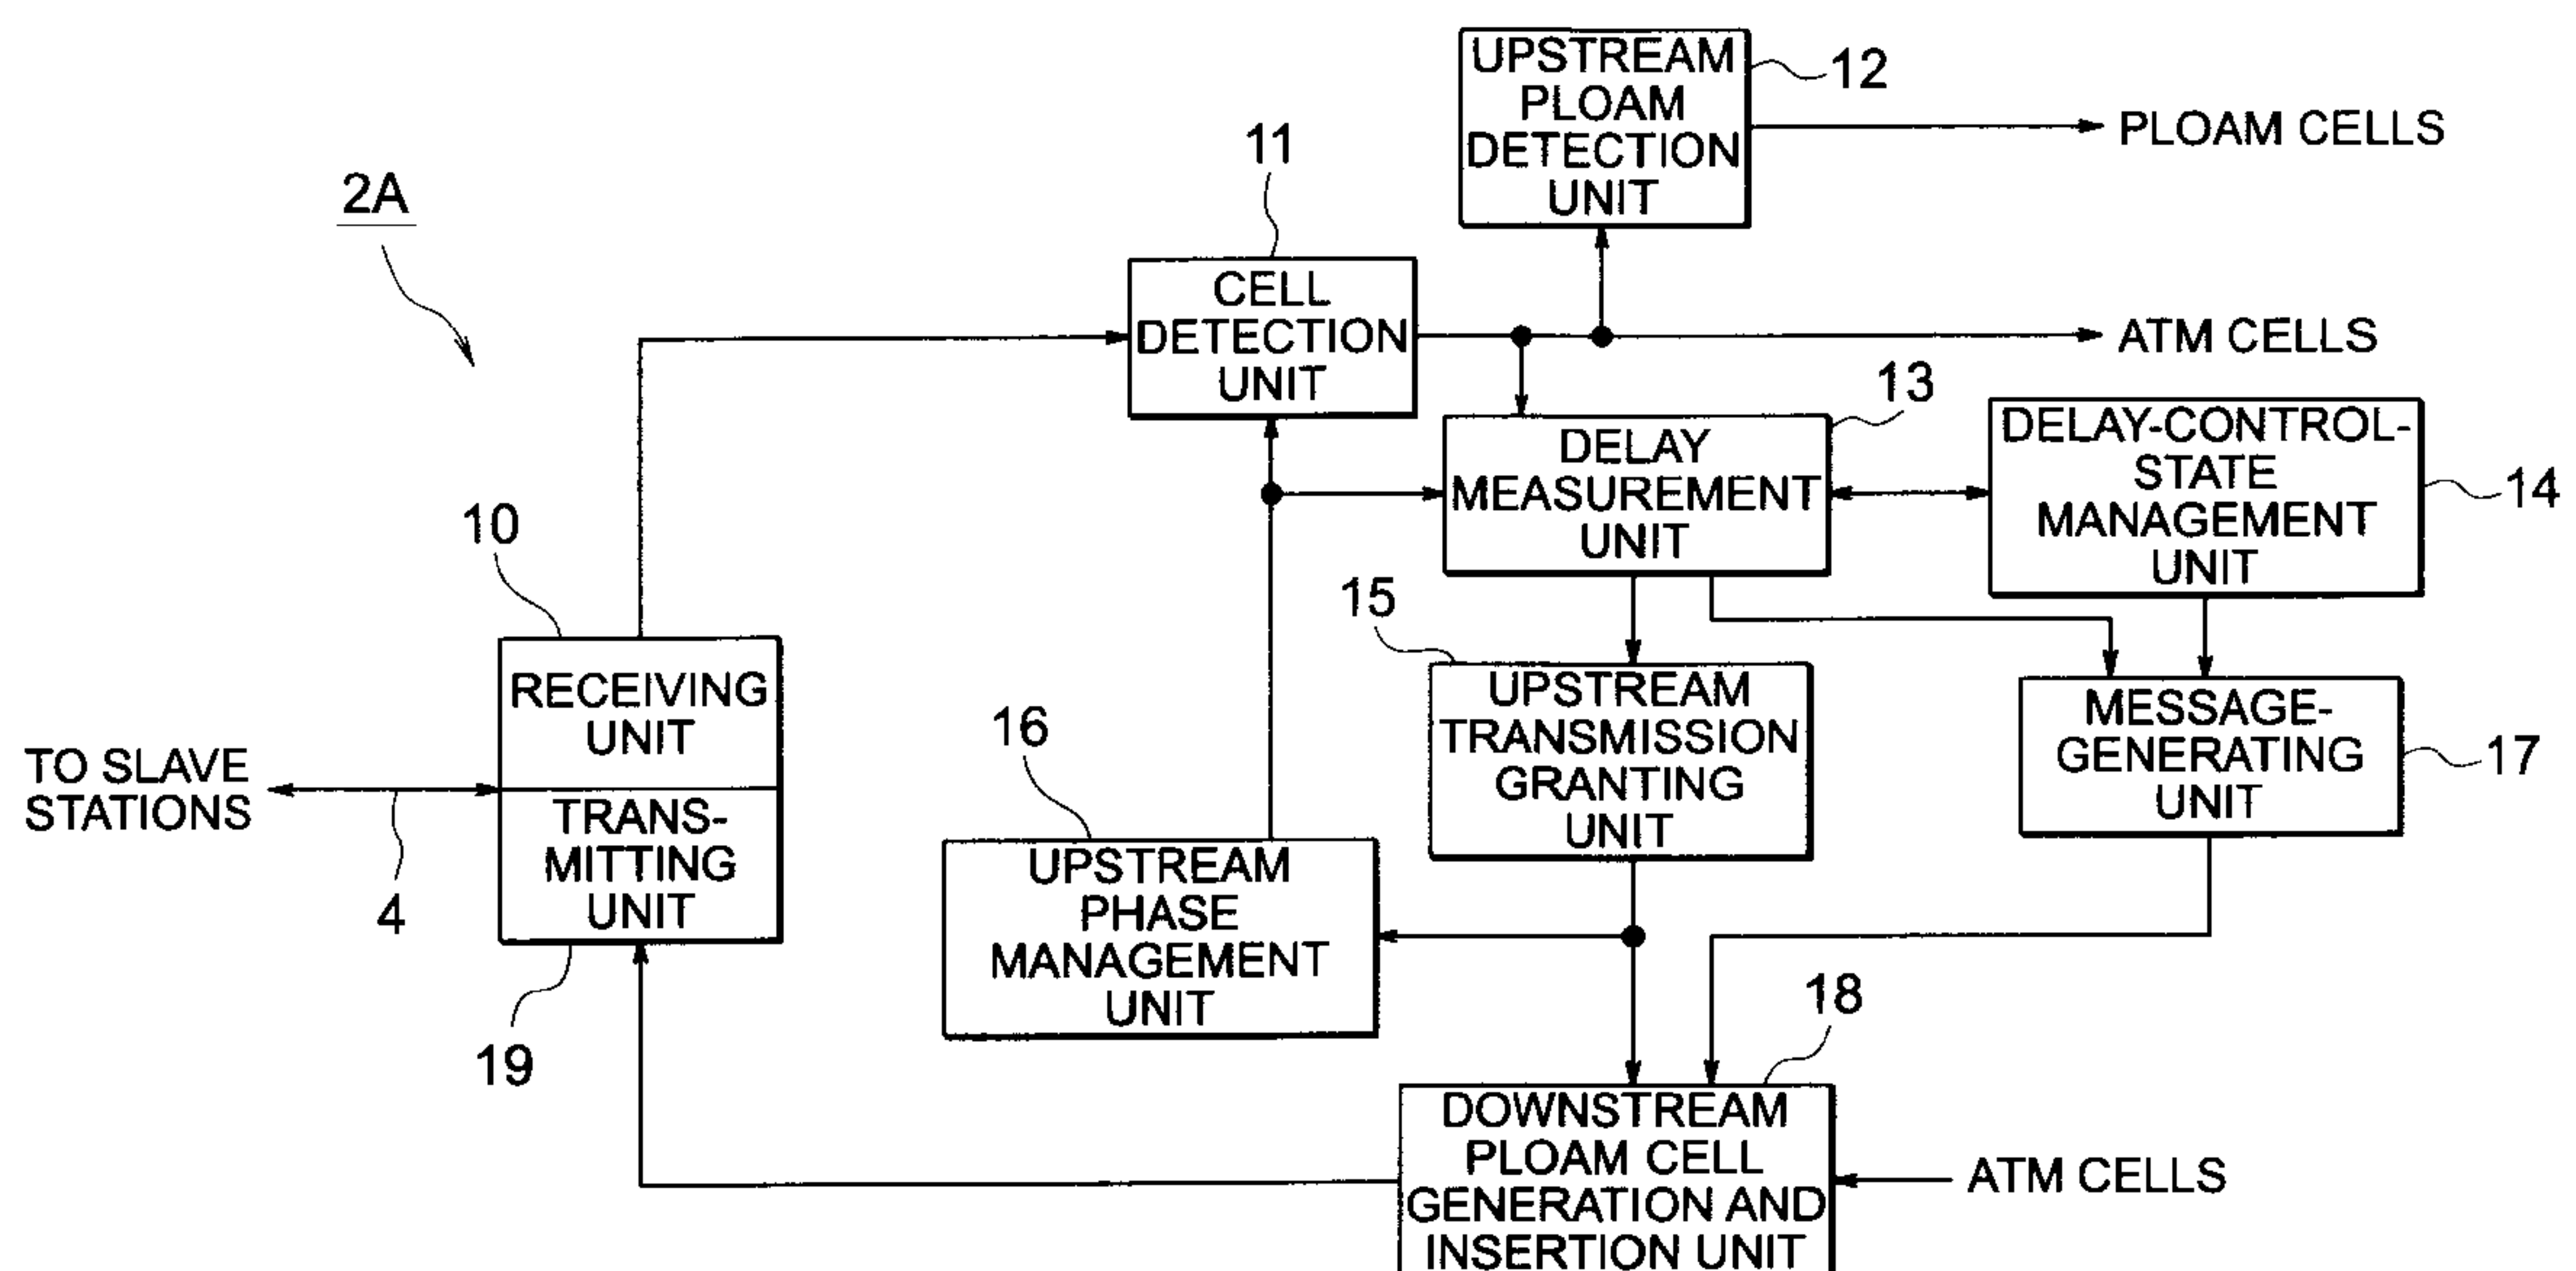 UPSTREAM
PLOAM
DETECTION
UNIT
12
PLOAM CELLS
2A
11
CELL
DETECTION
UNIT
ATM CELLS
13
DELAY
MEASUREMENT
UNIT
DELAY-CONTROL-
STATE
MANAGEMENT
UNIT
14
10
RECEIVING
UNIT
TRANS-
MITTING
UNIT
19
TO SLAVE
STATIONS
4
15
UPSTREAM
TRANSMISSION
GRANTING
UNIT
16
UPSTREAM
PHASE
MANAGEMENT
UNIT
MESSAGE-
GENERATING
UNIT
17
18
DOWNSTREAM
PLOAM CELL
GENERATION AND
INSERTION UNIT
ATM CELLS